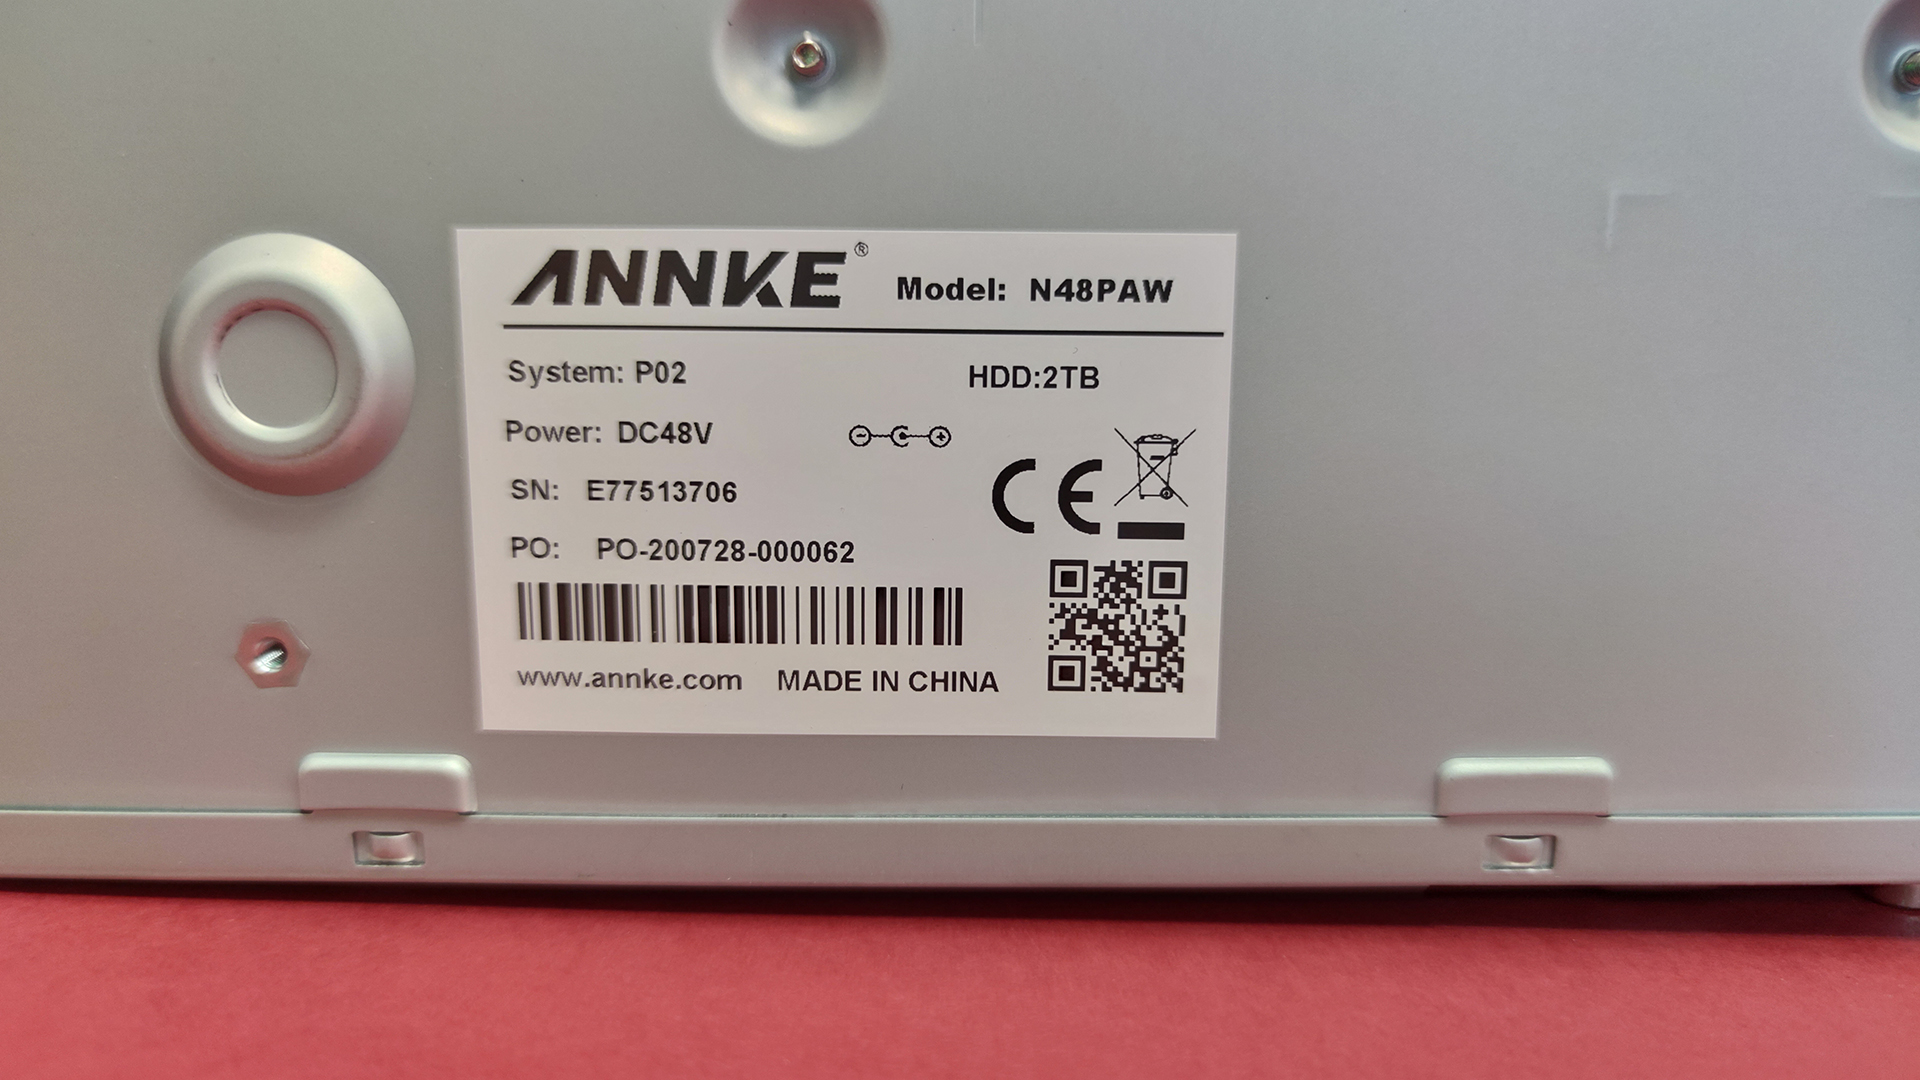 ANNKE® Model: N48PAW
System: P02 HDD:2TB
Power: DC48V
SN: E77513706
PO: PO-200728-000062
www.annke.com MADE IN CHINA